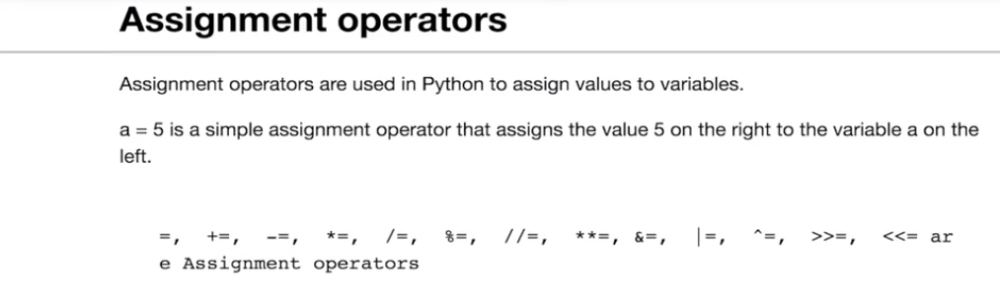 Assignment operators
Assignment operators are used in Python to assign values to variables.
a = 5 is a simple assignment operator that assigns the value 5 on the right to the variable a on the
left.
=, +=, -=, *=, /=, %=, //=, **=, &=, |=, ^=, >>=, <<= ar
e Assignment operators